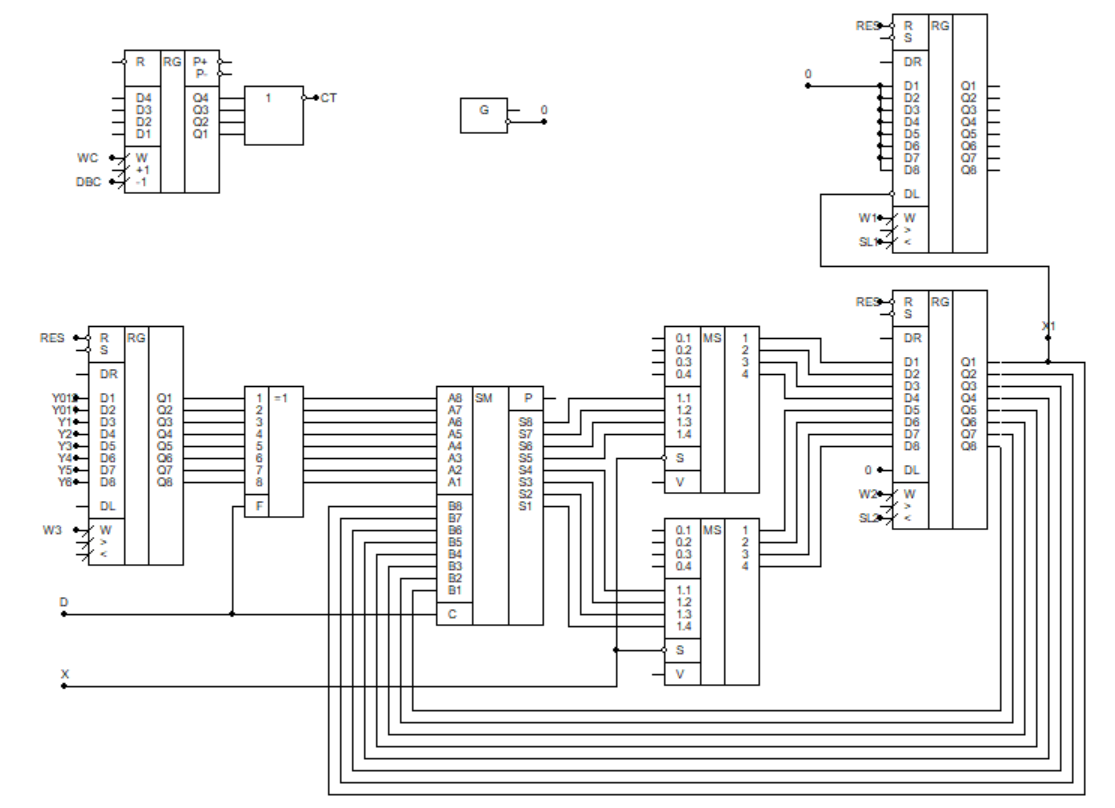 R RG P+
P-
D4 Q4
D3 Q3
D2 Q2
D1 Q1
WC W
+1
DBC -1
1 CT
G 0
RES R RG
S
DR
0
D1 Q1
D2 Q2
D3 Q3
D4 Q4
D5 Q5
D6 Q6
D7 Q7
D8 Q8
DL
W1 W
>
SL1 <
RES R RG
S
DR
Y01 D2 Q2
Y1 D3 Q3
Y2 D4 Q4
Y3 D5 Q5
Y4 D6 Q6
Y5 D7 Q7
Y6 D8 Q8
D1 Q1
DL
W3 W
>
<
1 =1
2
3
4
5
6
7
8
F
A8 SM P
A7
A6 S8
A5 S7
A4 S6
A3 S5
A2 S4
A1 S3
S2
B8 S1
B7
B6
B5
B4
B3
B2
B1
C
D
X
0.1 MS 1
0.2 2
0.3 3
0.4 4
1.1
1.2
1.3
1.4
S
V
0.1 MS 1
0.2 2
0.3 3
0.4 4
1.1
1.2
1.3
1.4
S
V
RES R RG
S
X1
DR
D1 Q1
D2 Q2
D3 Q3
D4 Q4
D5 Q5
D6 Q6
D7 Q7
D8 Q8
0 DL
W2 W
>
SL2 <